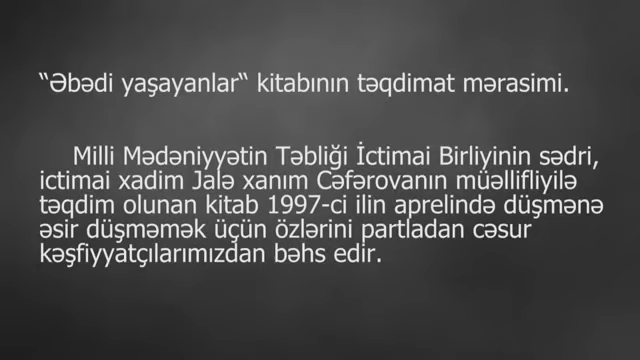 “Əbədi yaşayanlar“ kitabının təqdimat mərasimi.
Milli Mədəniyyətin Təbliği İctimai Birliyinin sədri,
ictimai xadim Jalə xanım Cəfərovanın müəllifliyilə
təqdim olunan kitab 1997-ci ilin aprelində düşmənə
əsir düşməmək üçün özlərini partladan cəsur
kəşfiyyatçılarımızdan bəhs edir.